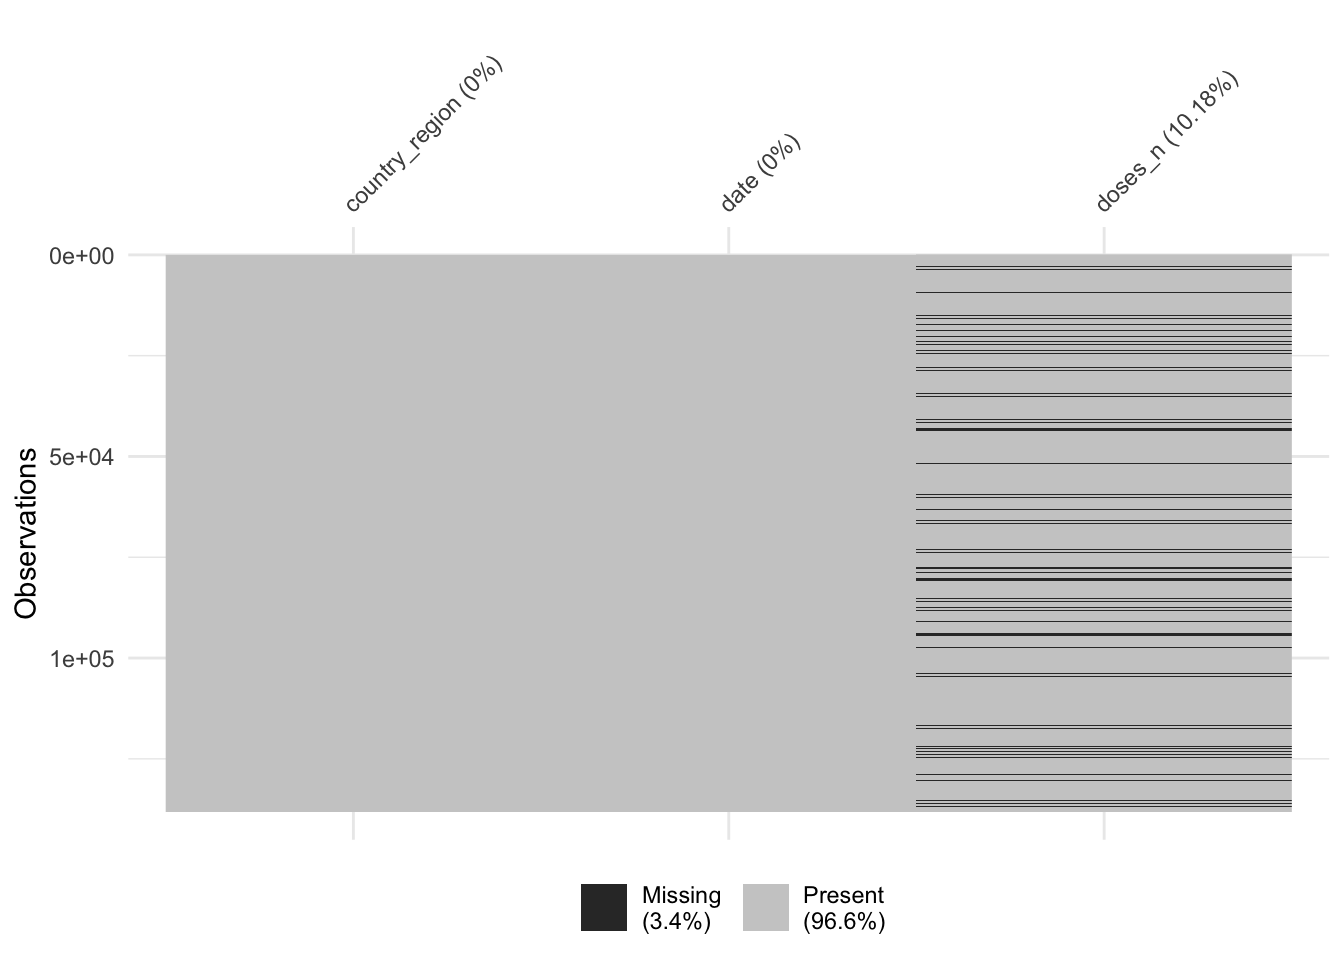 country_region (0%)
date (0%)
doses_n (10.18%)
0e+00
5e+04
1e+05
Observations
Missing
(3.4%)
Present
(96.6%)